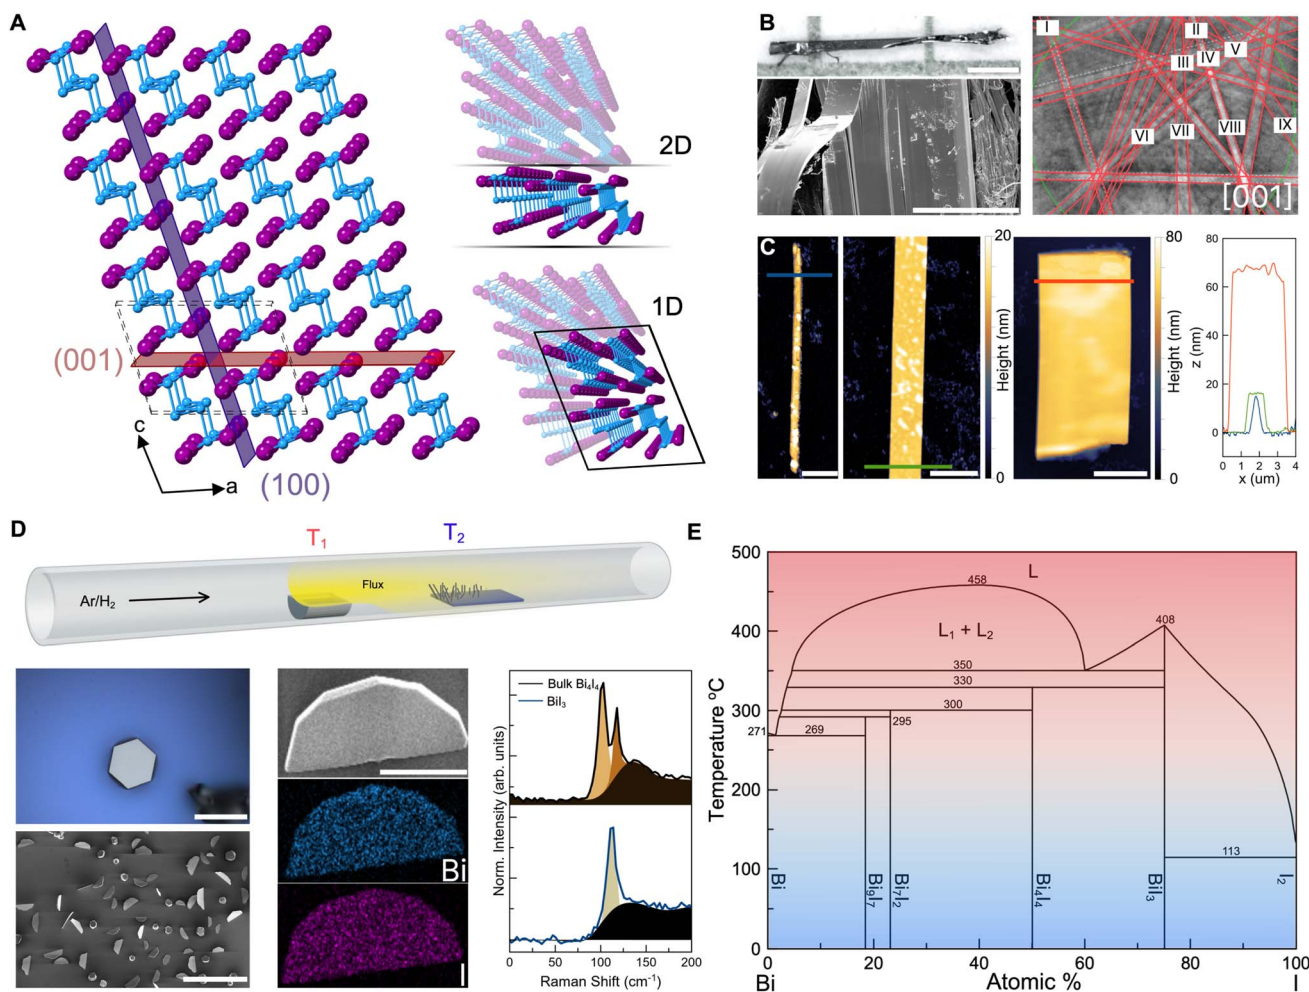 A
(001)
c
a
(100)
2D
1D
B
I
II
III
IV
V
VI
VII
VIII
IX
[001]
C
20
Height (nm)
0
80
Height (nm)
0
80
60
40
20
0
z (nm)
0 1 2 3 4
x (um)
D
T₁
T₂
Ar/H₂
Flux
Bi
I
Bulk Bi₄I₄
BiI₃
Norm. Intensity (arb. units)
0 50 100 150 200
Raman Shift (cm⁻¹)
E
500
400
300
200
100
0
Temperature ºC
L
458
L₁ + L₂
408
350
330
300
295
271
269
113
Bi
Bi₉I₇
Bi₇I₂
Bi₄I₄
BiI₃
I₂
0 20 40 60 80 100
Bi
Atomic %
I